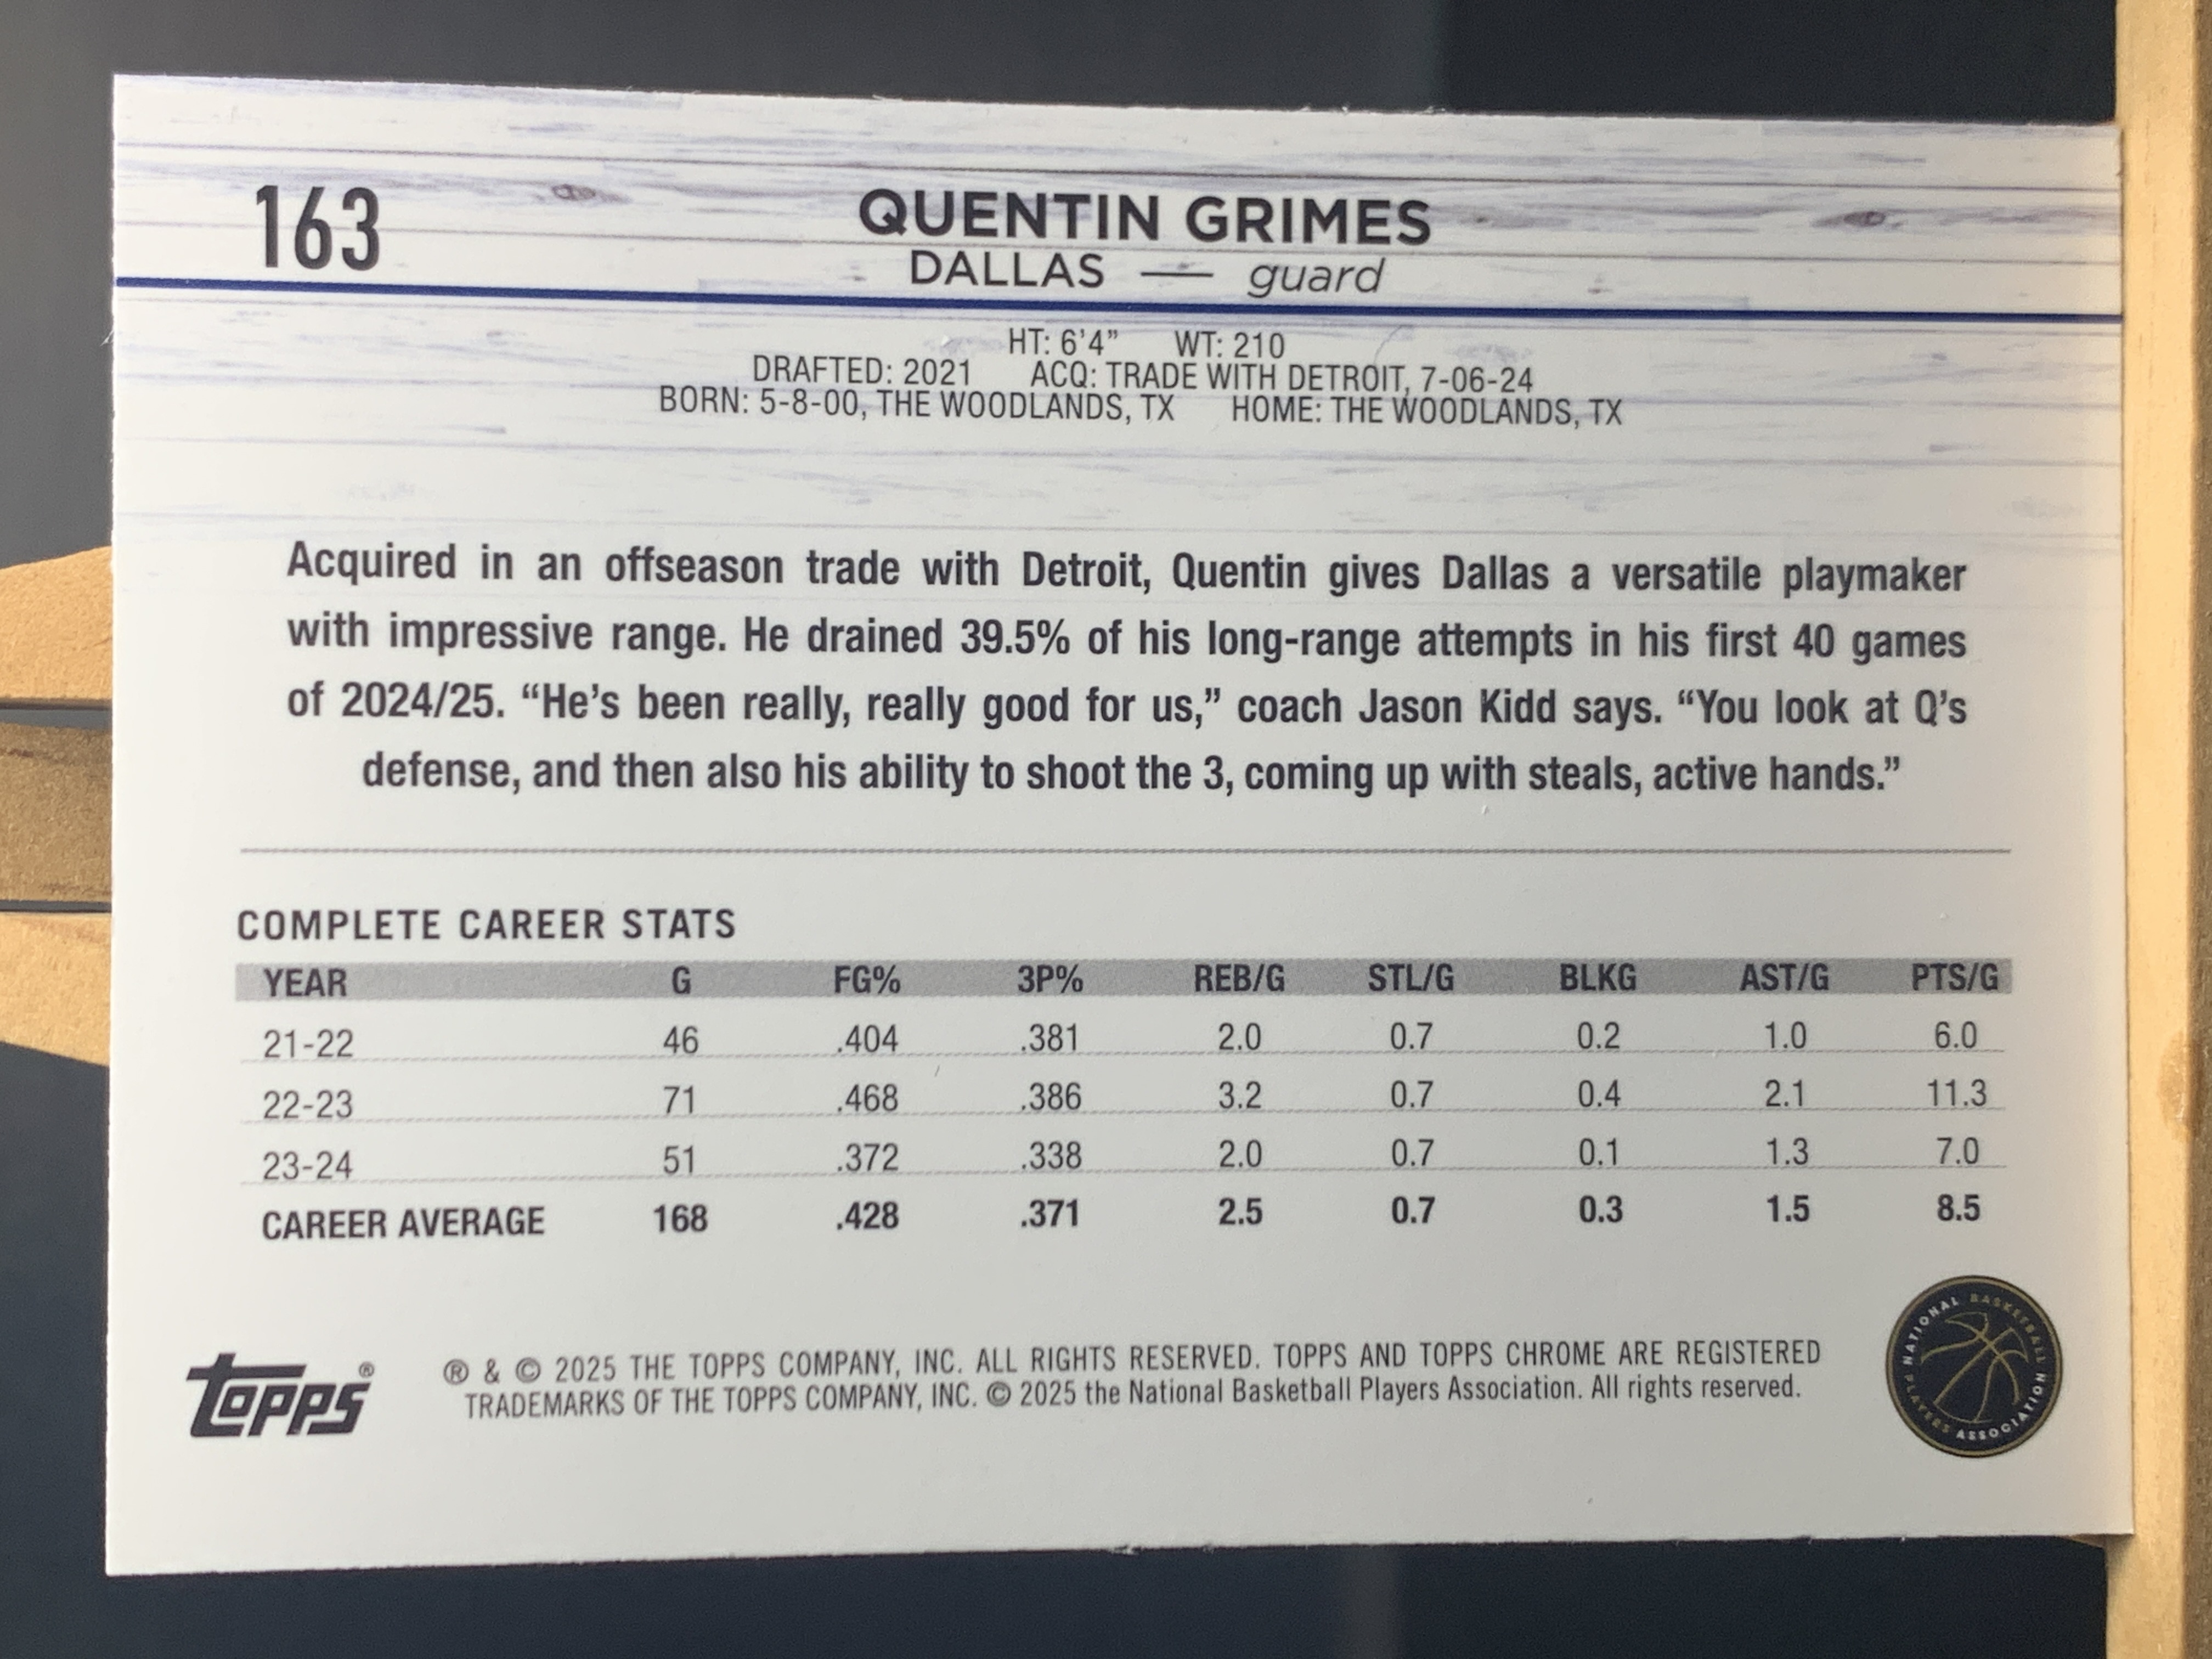 163
QUENTIN GRIMES
DALLAS — guard
HT: 6'4" WT: 210
DRAFTED: 2021 ACQ: TRADE WITH DETROIT, 7-06-24
BORN: 5-8-00, THE WOODLANDS, TX HOME: THE WOODLANDS, TX
Acquired in an offseason trade with Detroit, Quentin gives Dallas a versatile playmaker
with impressive range. He drained 39.5% of his long-range attempts in his first 40 games
of 2024/25. “He’s been really, really good for us,” coach Jason Kidd says. “You look at Q’s
defense, and then also his ability to shoot the 3, coming up with steals, active hands.”
COMPLETE CAREER STATS
YEAR G FG% 3P% REB/G STL/G BLKG AST/G PTS/G
21-22 46 .404 .381 2.0 0.7 0.2 1.0 6.0
22-23 71 .468 .386 3.2 0.7 0.4 2.1 11.3
23-24 51 .372 .338 2.0 0.7 0.1 1.3 7.0
CAREER AVERAGE 168 .428 .371 2.5 0.7 0.3 1.5 8.5
Topps®
® & © 2025 THE TOPPS COMPANY, INC. ALL RIGHTS RESERVED. TOPPS AND TOPPS CHROME ARE REGISTERED
TRADEMARKS OF THE TOPPS COMPANY, INC. © 2025 the National Basketball Players Association. All rights reserved.
NATIONAL BASKETBALL PLAYERS ASSOCIATION